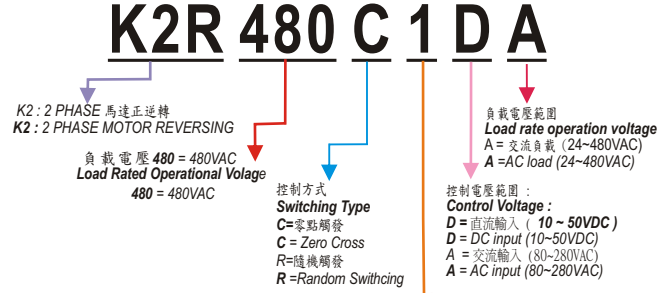 K2R 480 C 1 D A
K2 : 2 PHASE 馬達正逆轉
K2 : 2 PHASE MOTOR REVERSING
負載電壓 480 = 480VAC
Load Rated Operational Volage
480 = 480VAC
控制方式
Switching Type
C=零點觸發
C = Zero Cross
R=隨機觸發
R =Random Swithcing
負載電壓範圍
Load rate operation voltage
A = 交流負載 (24~480VAC)
A =AC load (24~480VAC)
控制電壓範圍 :
Control Voltage :
D = 直流輸入 ( 10 ~ 50VDC )
D = DC input (10~50VDC)
A = 交流輸入 (80~280VAC)
A = AC input (80~280VAC)